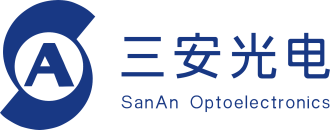 A
三安光电
SanAn Optoelectronics